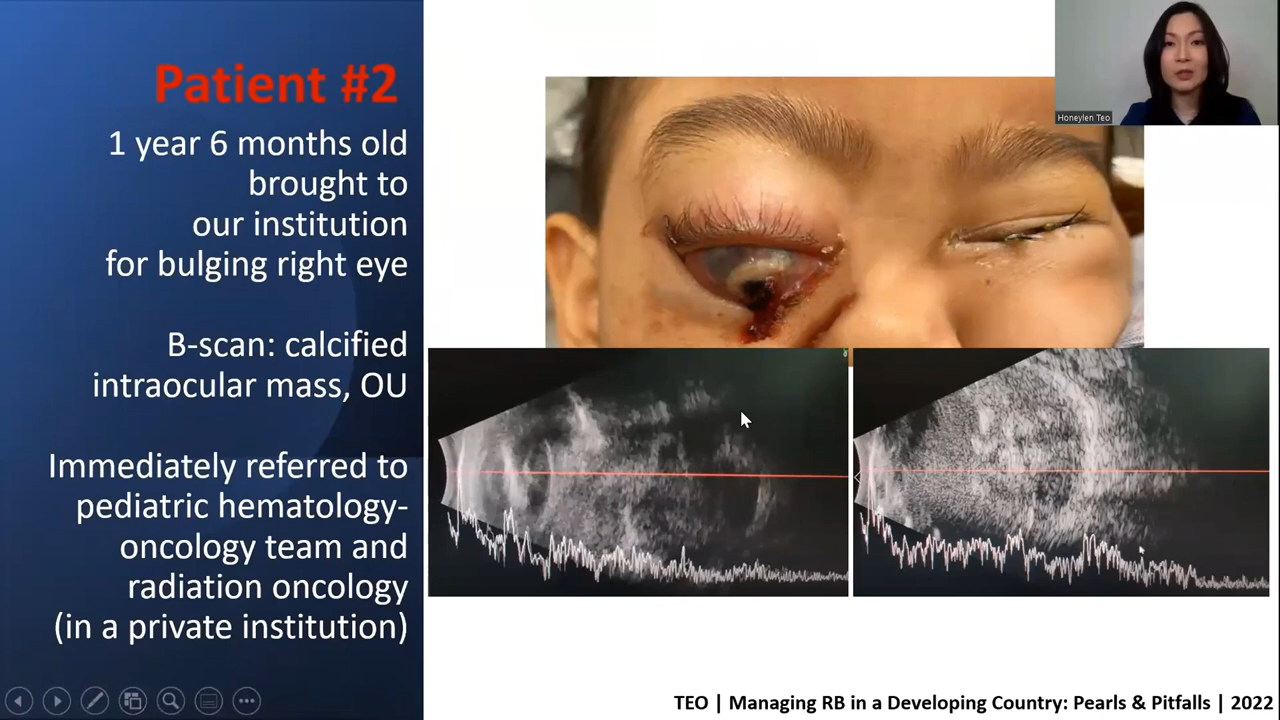 Patient #2
1 year 6 months old
brought to
our institution
for bulging right eye
B-scan: calcified
intraocular mass, OU
Immediately referred to
pediatric hematology-
oncology team and
radiation oncology
(in a private institution)
Honeylen Teo
TEO | Managing RB in a Developing Country: Pearls & Pitfalls | 2022